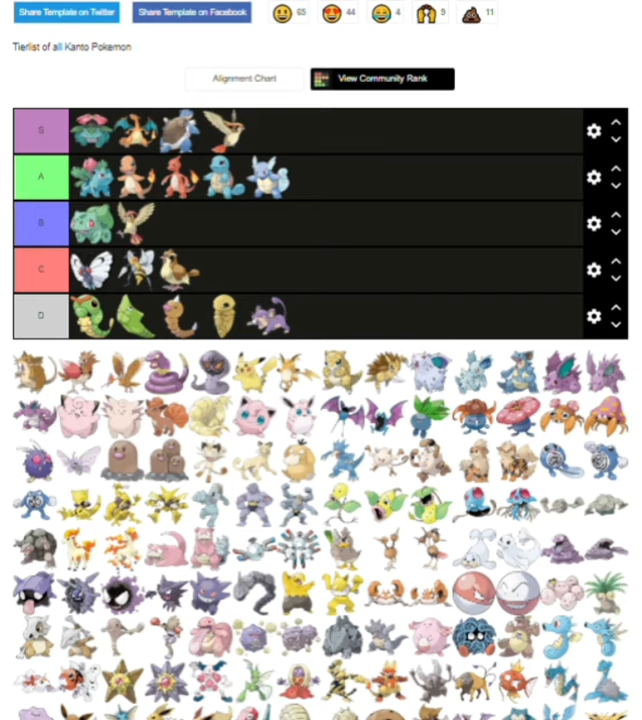 Share Template on Twitter Share Template on Facebook 65 44 4 9 11
Tierlist of all Kanto Pokemon
Alignment Chart View Community Rank
S
A
B
C
D